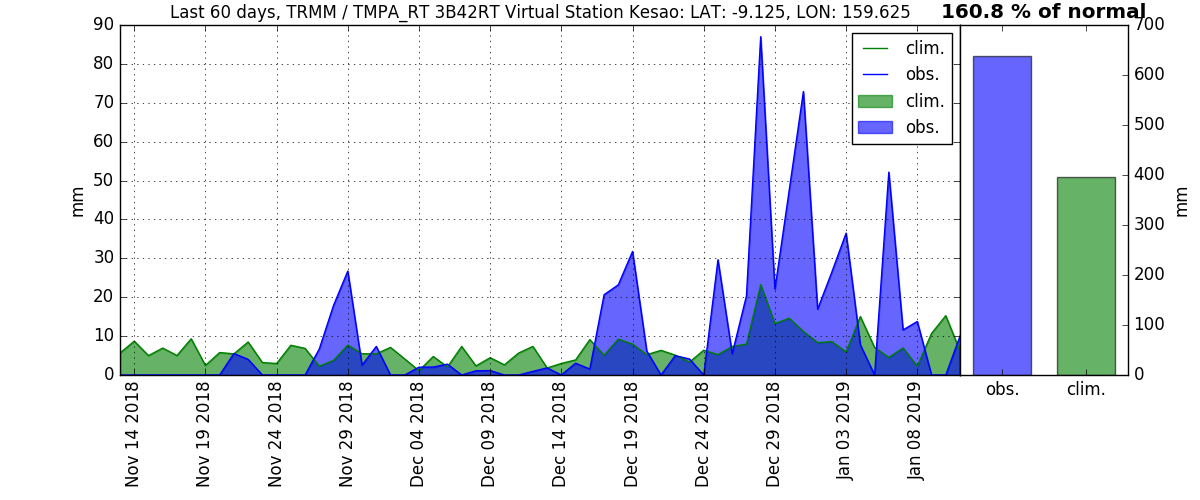 Last 60 days, TRMM / TMPA_RT 3B42RT Virtual Station Kesao: LAT: -9.125, LON: 159.625
160.8 % of normal
90
80
70
60
50
40
30
20
10
0
mm
clim.
obs.
clim.
obs.
700
600
500
400
300
200
100
0
mm
Nov 14 2018
Nov 19 2018
Nov 24 2018
Nov 29 2018
Dec 04 2018
Dec 09 2018
Dec 14 2018
Dec 19 2018
Dec 24 2018
Dec 29 2018
Jan 03 2019
Jan 08 2019
obs.
clim.